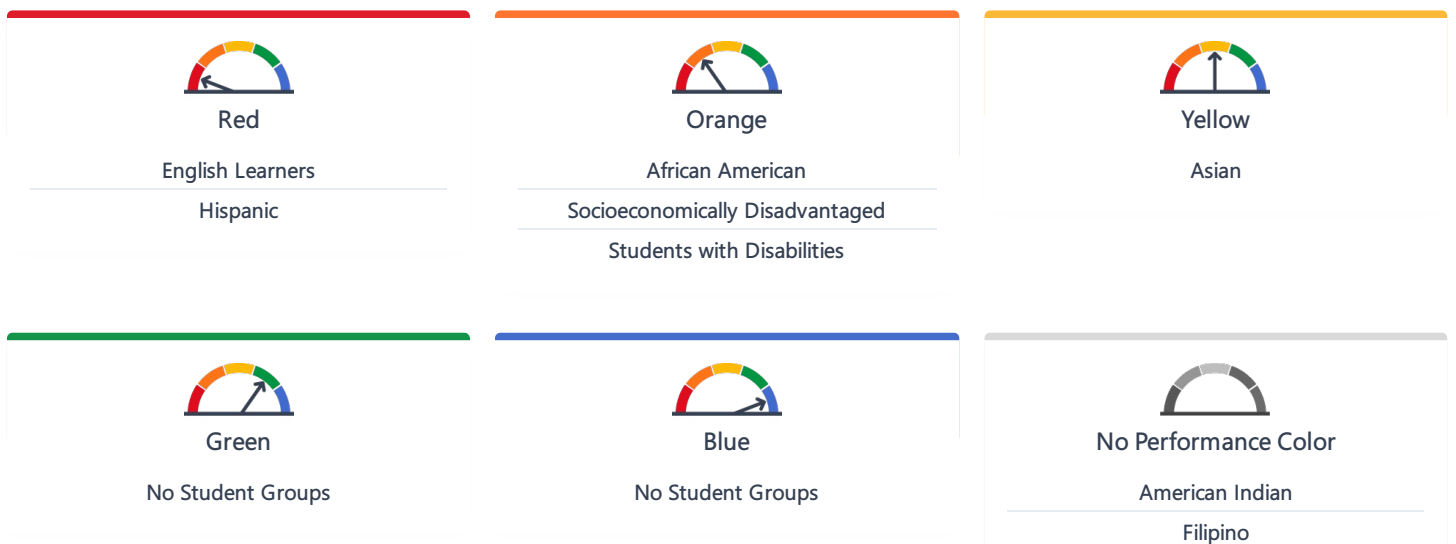 Red
English Learners
Hispanic
Orange
African American
Socioeconomically Disadvantaged
Students with Disabilities
Yellow
Asian
Green
No Student Groups
Blue
No Student Groups
No Performance Color
American Indian
Filipino